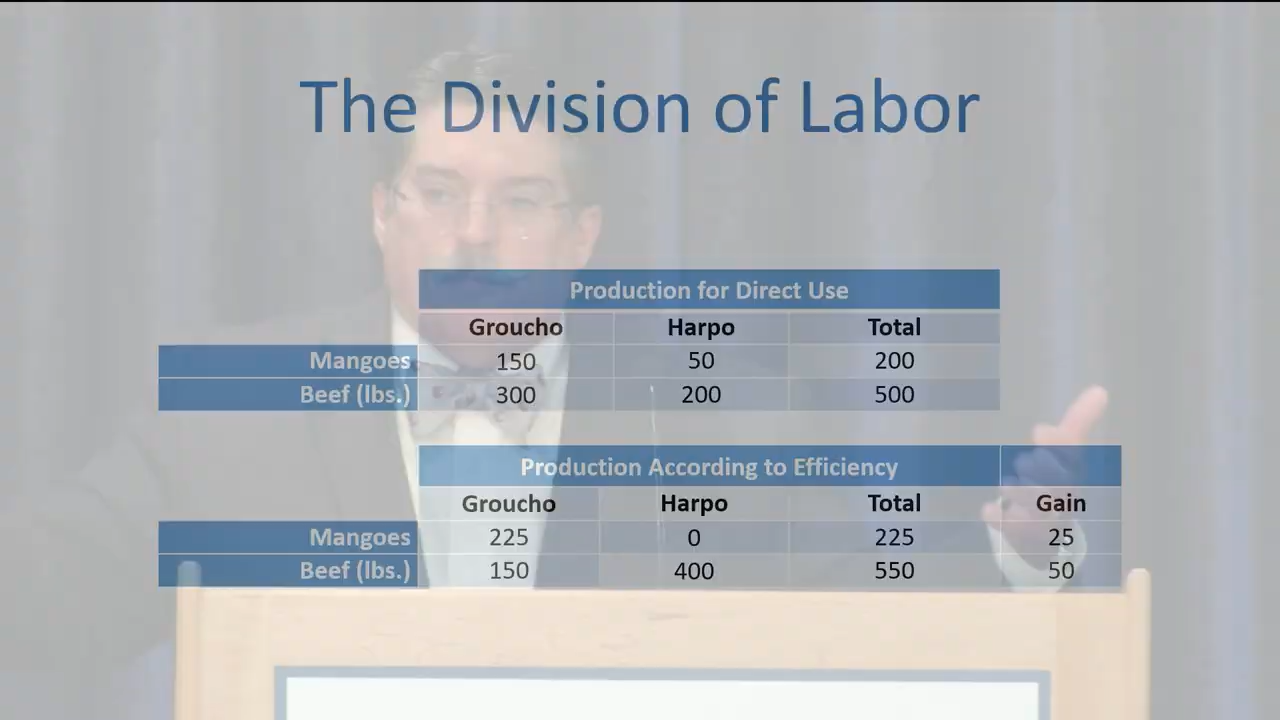 The Division of Labor
Production for Direct Use
Groucho Harpo Total
Mangoes 150 50 200
Beef (lbs.) 300 200 500
Production According to Efficiency
Groucho Harpo Total Gain
Mangoes 225 0 225 25
Beef (lbs.) 150 400 550 50